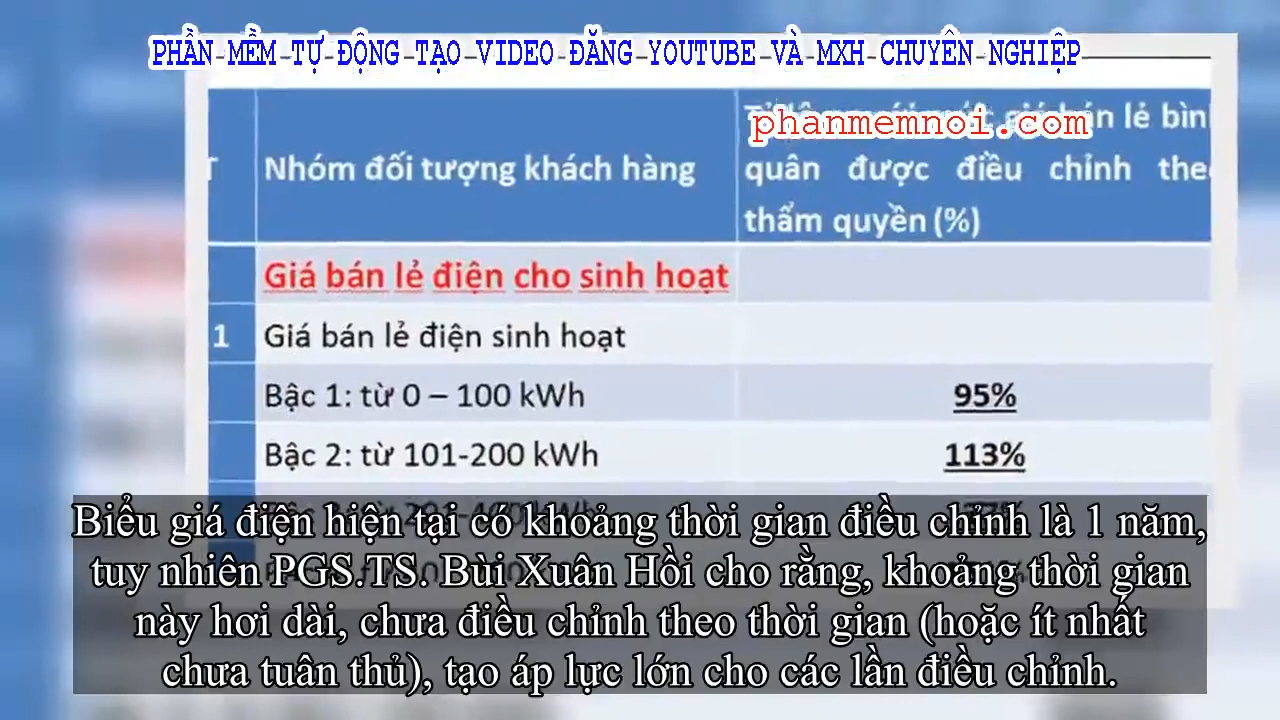 PHẦN MỀM TỰ ĐỘNG TẠO VIDEO ĐĂNG YOUTUBE VÀ MXH CHUYÊN NGHIỆP
phanmemnoi.com
T
Nhóm đối tượng khách hàng
giá bán lẻ
quân được điều chỉnh
thẩm quyền (%)
Giá bán lẻ điện cho sinh hoạt
1 Giá bán lẻ điện sinh hoạt
Bậc 1: từ 0 – 100 kWh 95%
Bậc 2: từ 101-200 kWh 113%
Biểu giá điện hiện tại có khoảng thời gian điều chỉnh là 1 năm,
tuy nhiên PGS.TS. Bùi Xuân Hồi cho rằng, khoảng thời gian
này hơi dài, chưa điều chỉnh theo thời gian (hoặc ít nhất
chưa tuân thủ), tạo áp lực lớn cho các lần điều chỉnh.